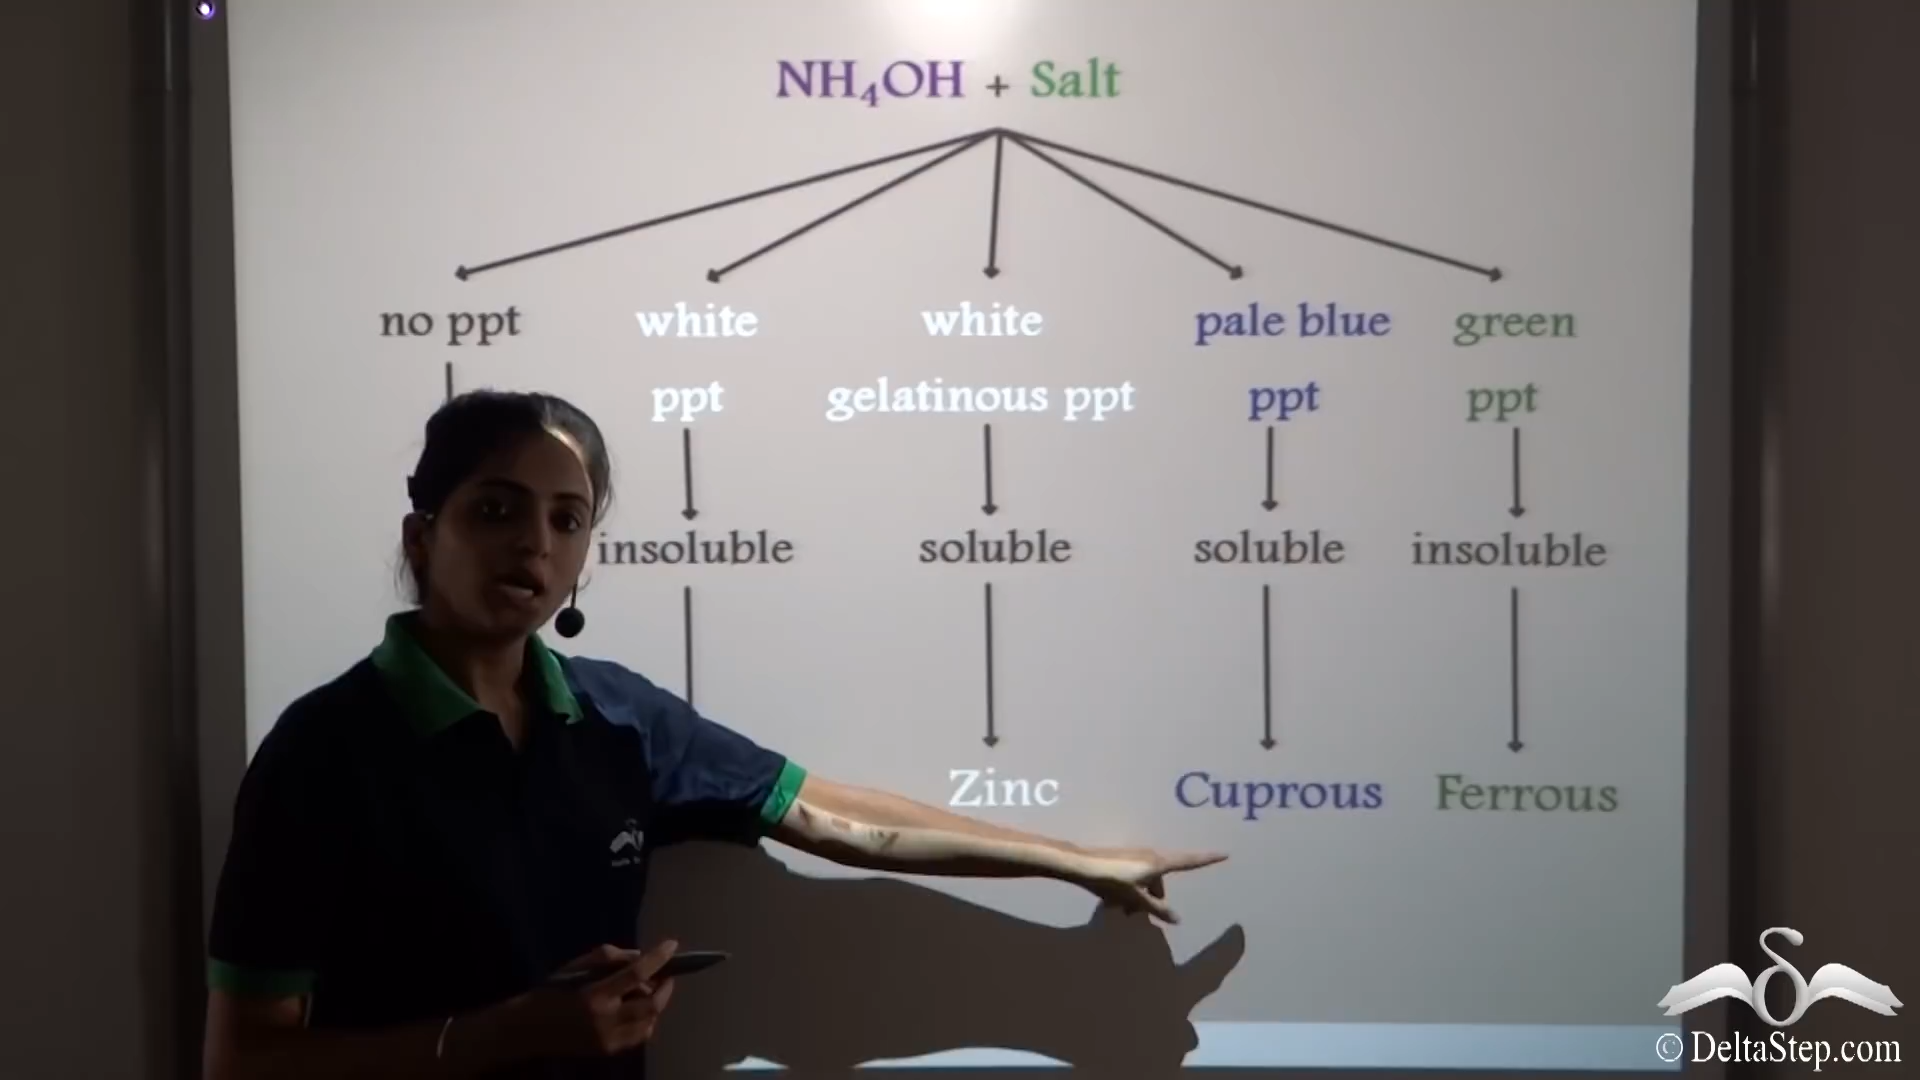 NH₄OH + Salt
no ppt
white
ppt
white
gelatinous ppt
pale blue
ppt
green
ppt
insoluble
soluble
soluble
insoluble
Zinc
Cuprous
Ferrous
© DeltaStep.com